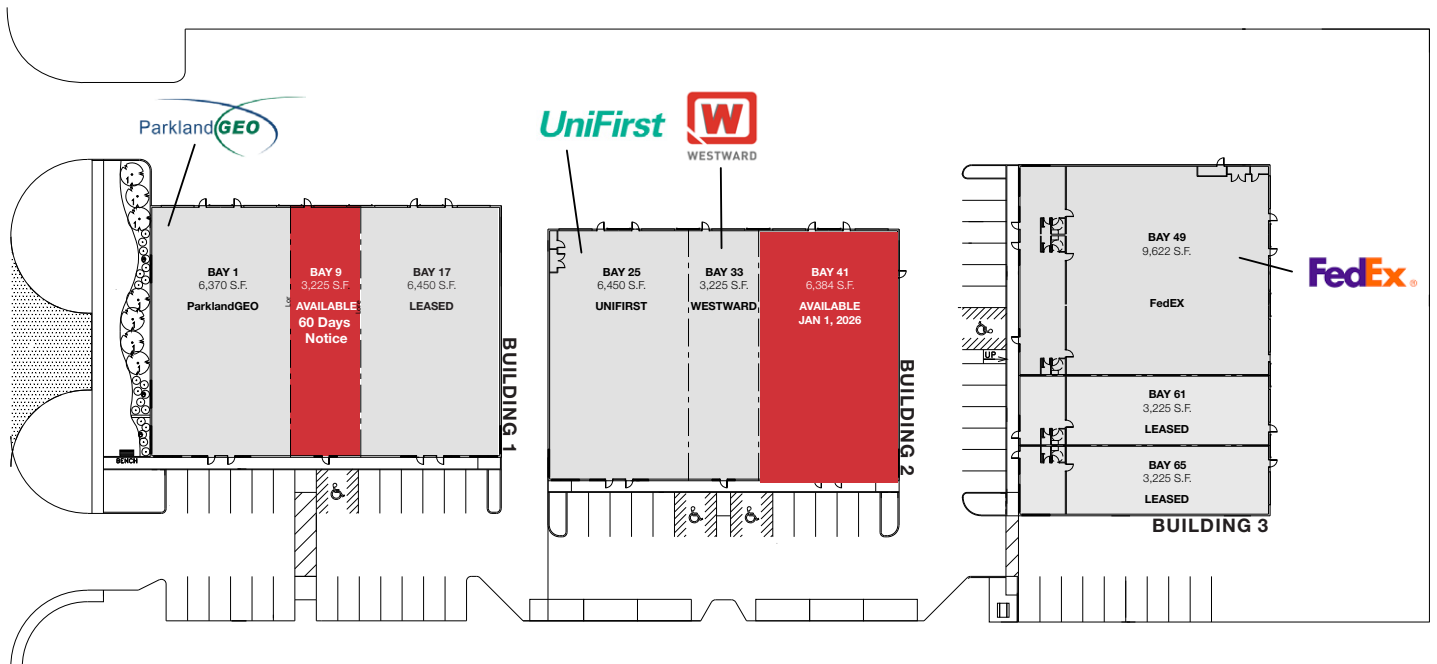 ParklandGEO
UniFirst
W
WESTWARD
BAY 1
6,370 S.F.
ParklandGEO
BAY 9
3,225 S.F.
AVAILABLE
60 Days
Notice
BAY 17
6,450 S.F.
LEASED
BUILDING 1
BENCH
BAY 25
6,450 S.F.
UNIFIRST
BAY 33
3,225 S.F.
WESTWARD
BAY 41
6,384 S.F.
AVAILABLE
JAN 1, 2026
BUILDING 2
BAY 49
9,622 S.F.
FedEX
FedEx®
UP
BAY 61
3,225 S.F.
LEASED
BAY 65
3,225 S.F.
LEASED
BUILDING 3